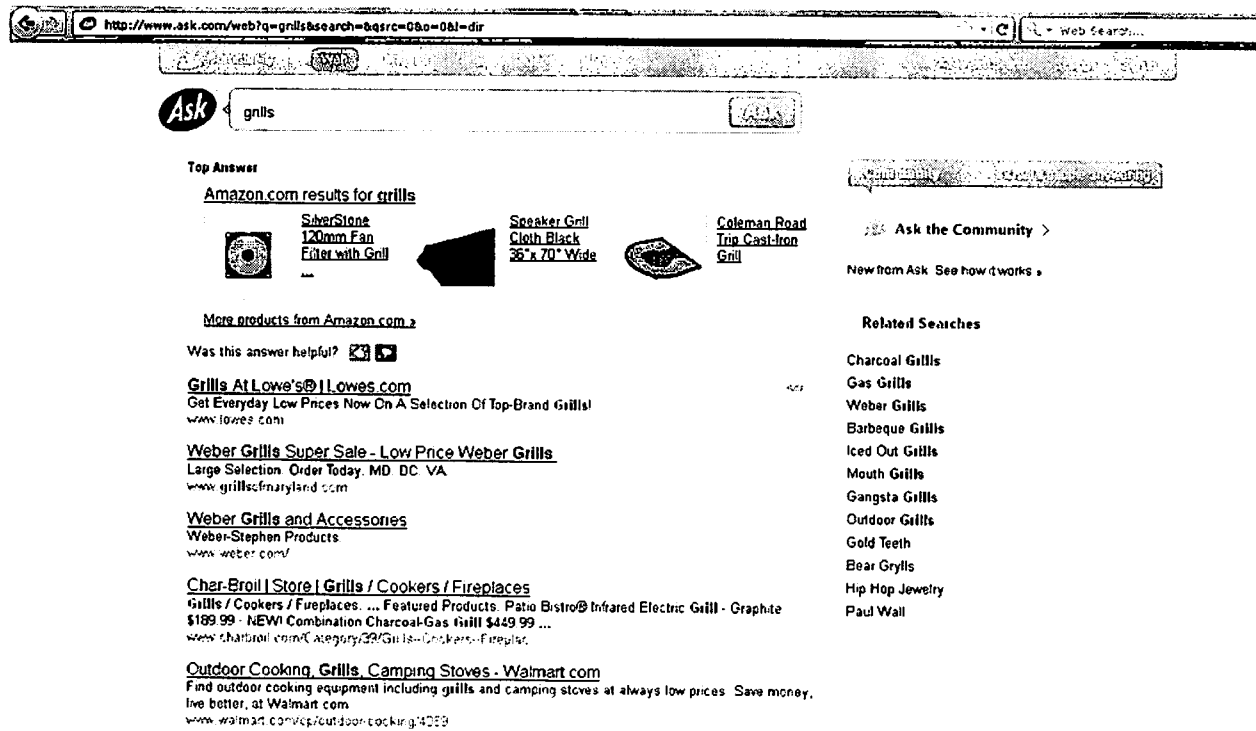 http://www.ask.com/web?q=grills&search=&qsrc=0&o=0&l=dir
Web Search...
Web
Ask
grills
Ask
Top Answer
Amazon.com results for grills
SilverStone
120mm Fan
Filter with Grill
...
Speaker Grill
Cloth Black
36"x 70" Wide
Coleman Road
Trip Cast-Iron
Grill
More products from Amazon.com »
Was this answer helpful?
Grills At Lowe's® | Lowes.com
Get Everyday Low Prices Now On A Selection Of Top-Brand Grills!
www.lowes.com
Weber Grills Super Sale - Low Price Weber Grills
Large Selection. Order Today. MD. DC. VA
www.grillsofmaryland.com
Weber Grills and Accessories
Weber-Stephen Products
www.weber.com/
Char-Broil | Store | Grills / Cookers / Fireplaces
Grills / Cookers / Fireplaces. ... Featured Products. Patio Bistro® Infrared Electric Grill - Graphite
$189.99 - NEW! Combination Charcoal-Gas Grill $449.99 ...
Outdoor Cooking, Grills, Camping Stoves - Walmart.com
Find outdoor cooking equipment including grills and camping stoves at always low prices. Save money,
live better, at Walmart.com
www.walmart.com/cp/outdoor-cooking/4089
Ask the Community >
New from Ask. See how it works »
Related Searches
Charcoal Grills
Gas Grills
Weber Grills
Barbeque Grills
Iced Out Grills
Mouth Grills
Gangsta Grills
Outdoor Grills
Gold Teeth
Bear Grylls
Hip Hop Jewelry
Paul Wall